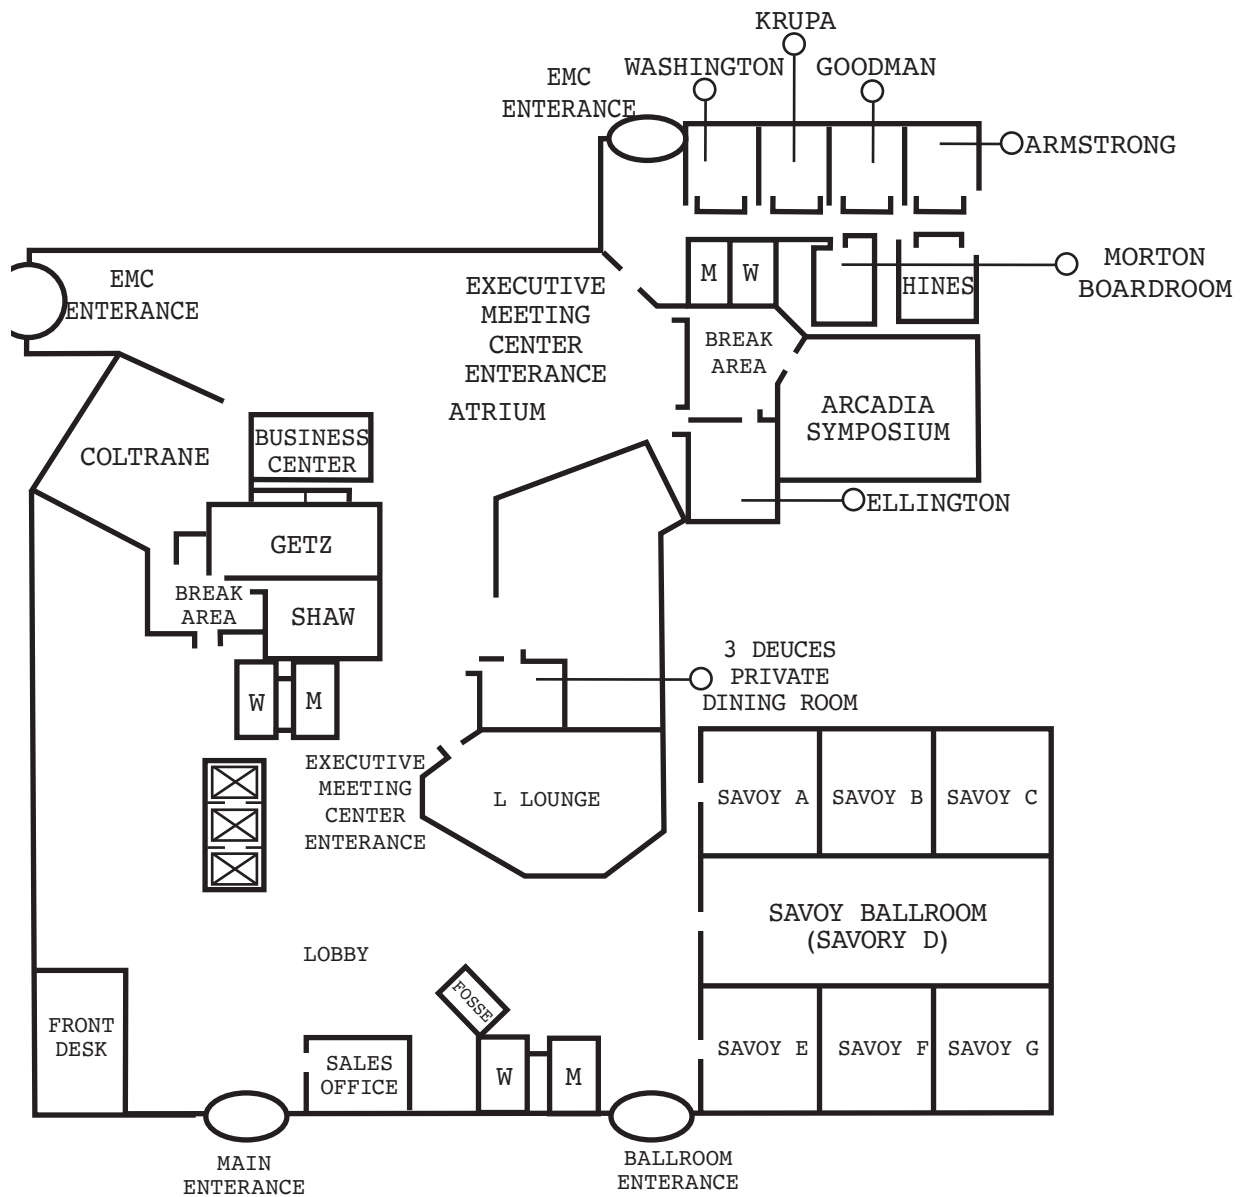 KRUPA
WASHINGTON
GOODMAN
EMC
ENTERANCE
ARMSTRONG
MORTON
BOARDROOM
M
W
HINES
EMC
ENTERANCE
EXECUTIVE
MEETING
CENTER
ENTERANCE
BREAK
AREA
ATRIUM
ARCADIA
SYMPOSIUM
COLTRANE
BUSINESS
CENTER
ELLINGTON
GETZ
BREAK
AREA
SHAW
3 DEUCES
PRIVATE
DINING ROOM
W
M
EXECUTIVE
MEETING
CENTER
ENTERANCE
L LOUNGE
SAVOY A
SAVOY B
SAVOY C
SAVOY BALLROOM
(SAVORY D)
LOBBY
FOSSE
FRONT
DESK
SALES
OFFICE
W
M
SAVOY E
SAVOY F
SAVOY G
MAIN
ENTERANCE
BALLROOM
ENTERANCE